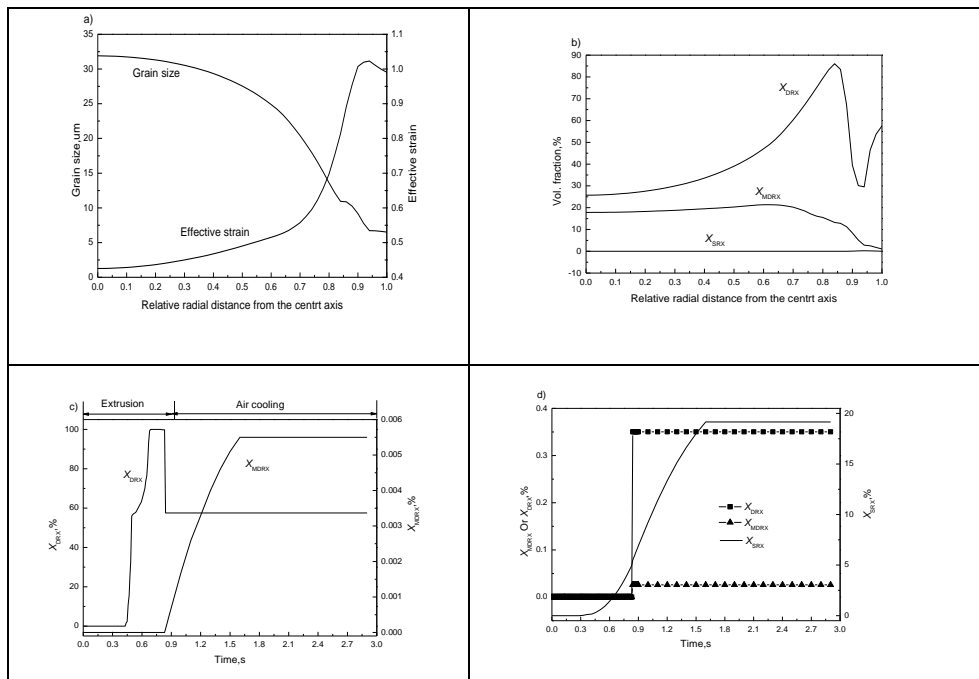 a)
35
30
25
20
15
10
5
0
Grain size,um
1.1
1.0
0.9
0.8
0.7
0.6
0.5
0.4
Effective strain
Grain size
Effective strain
0.0 0.1 0.2 0.3 0.4 0.5 0.6 0.7 0.8 0.9 1.0
Relative radial distance from the centrt axis
b)
90
80
70
60
50
40
30
20
10
0
-10
Vol. fraction,%
XDRX
XMDRX
XSRX
0.0 0.1 0.2 0.3 0.4 0.5 0.6 0.7 0.8 0.9 1.0
Relative radial distance from the centrt axis
c)
Extrusion Air cooling
100
80
60
40
20
0
XDRX,%
0.006
0.005
0.004
0.003
0.002
0.001
0.000
XMDRX,%
XDRX
XMDRX
0.0 0.3 0.6 0.9 1.2 1.5 1.8 2.1 2.4 2.7 3.0
Time,s
d)
0.4
0.3
0.2
0.1
0.0
XMDRX Or XDRX,%
20
15
10
5
0
XSRX,%
XDRX
XMDRX
XSRX
0.0 0.3 0.6 0.9 1.2 1.5 1.8 2.1 2.4 2.7 3.0
Time,s